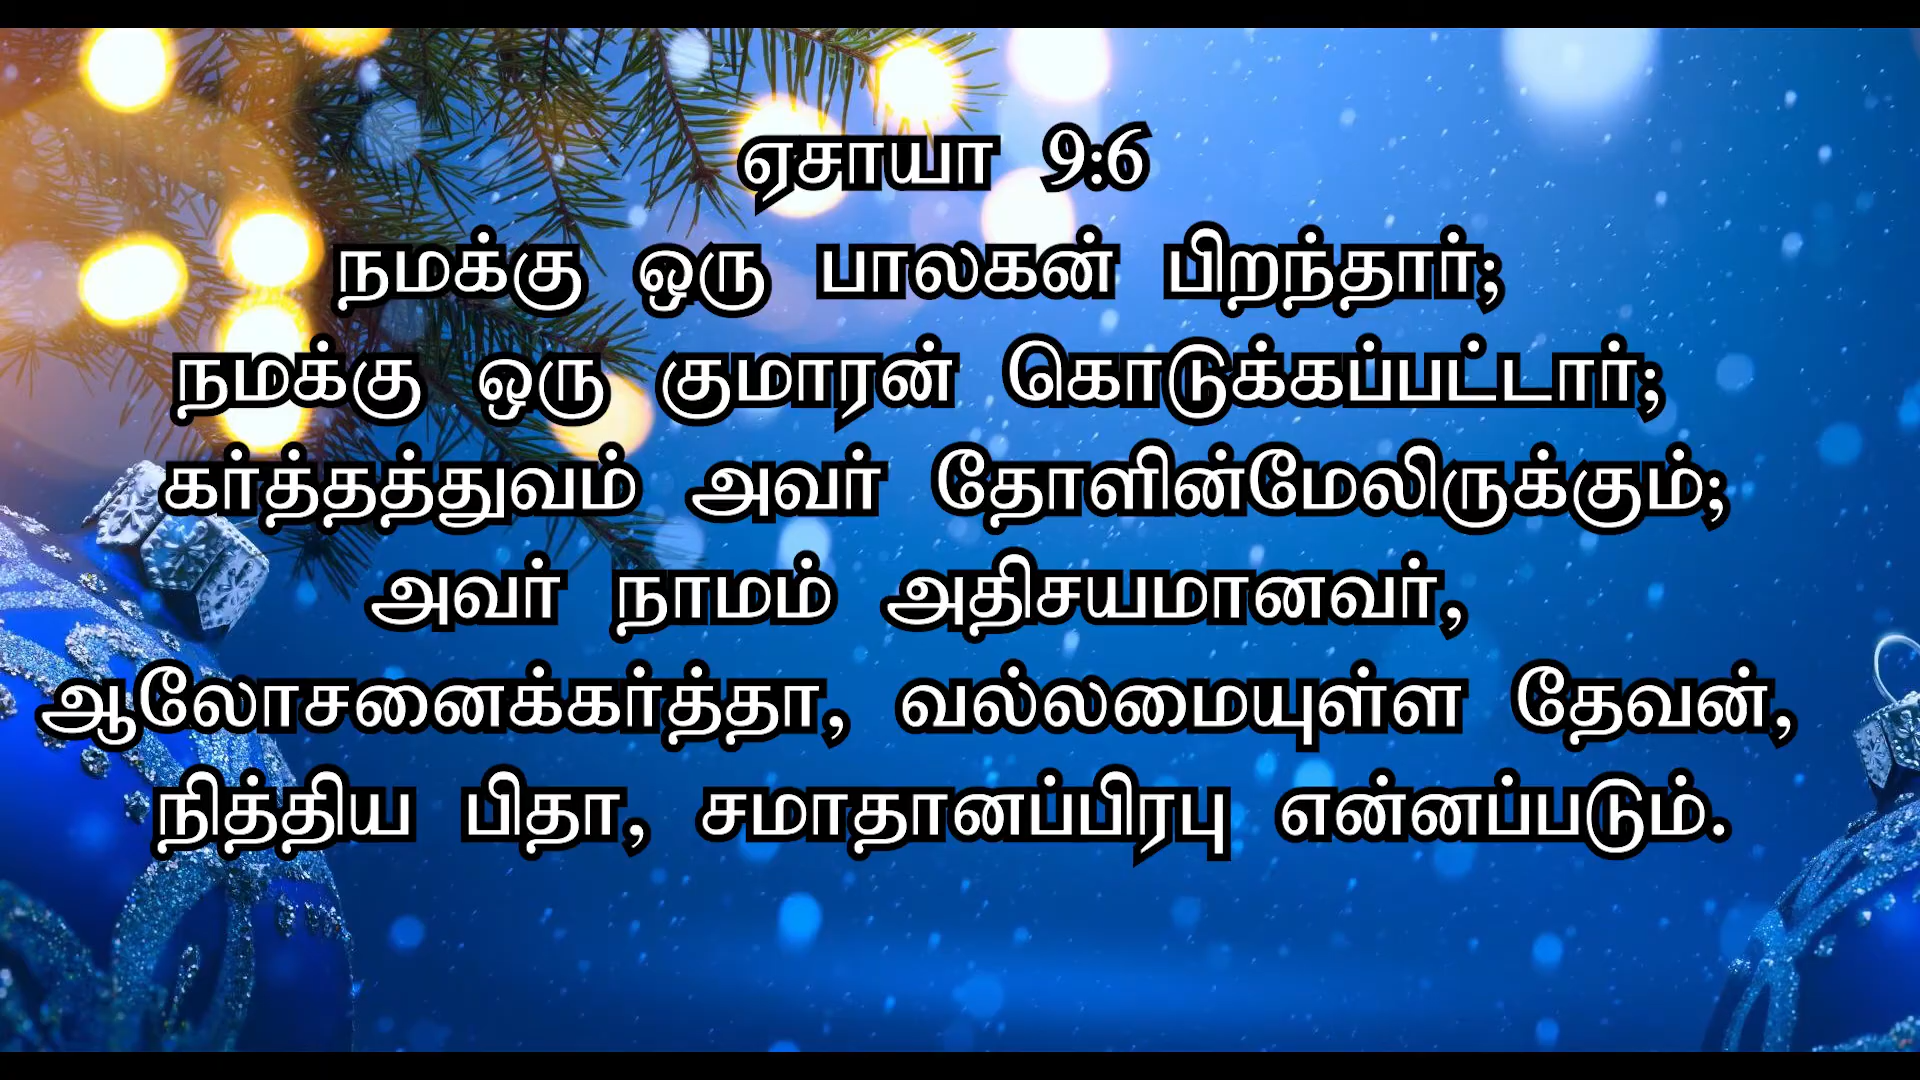 ஏசாயா 9:6
நமக்கு ஒரு பாலகன் பிறந்தார்;
நமக்கு ஒரு குமாரன் கொடுக்கப்பட்டார்;
கர்த்தத்துவம் அவர் தோளின்மேலிருக்கும்;
அவர் நாமம் அதிசயமானவர்,
ஆலோசனைக்கர்த்தா, வல்லமையுள்ள தேவன்,
நித்திய பிதா, சமாதானப்பிரபு என்னப்படும்.